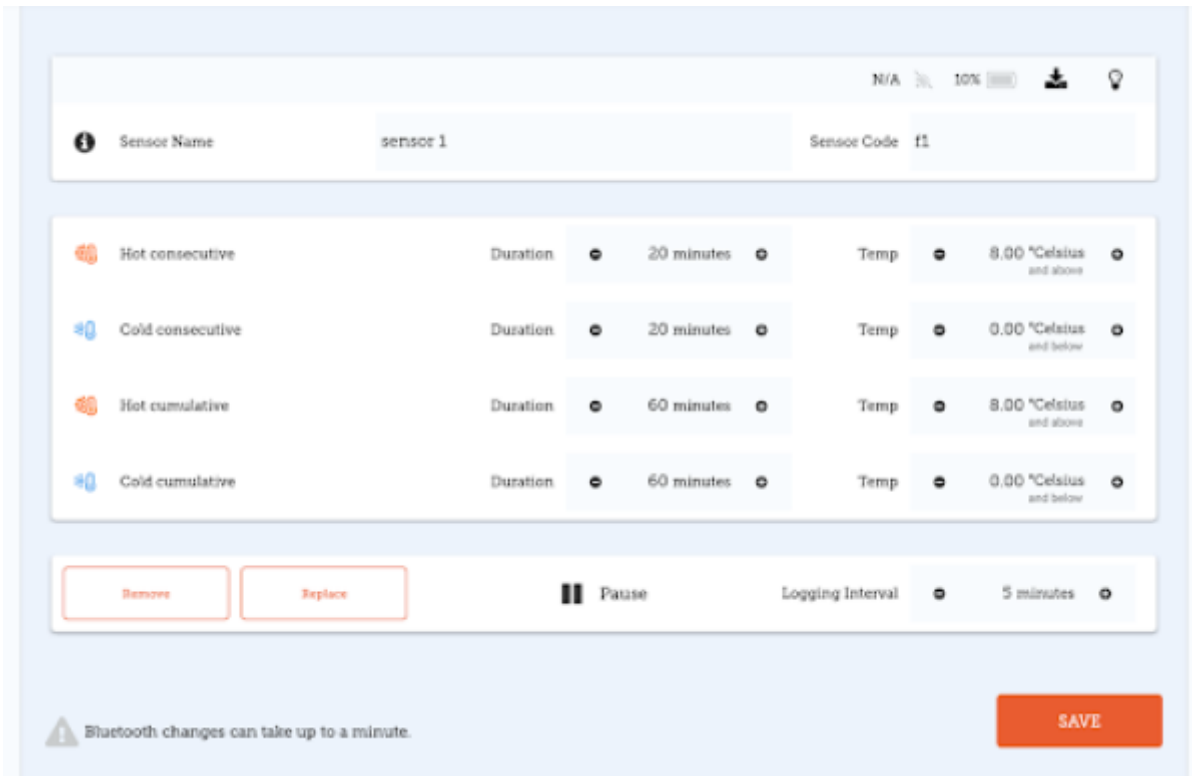 N/A 10%
Sensor Name sensor 1 Sensor Code f1
Hot consecutive Duration 20 minutes Temp 8.00 °Celsius
and above
Cold consecutive Duration 20 minutes Temp 0.00 °Celsius
and below
Hot cumulative Duration 60 minutes Temp 8.00 °Celsius
and above
Cold cumulative Duration 60 minutes Temp 0.00 °Celsius
and below
Remove Replace Pause Logging Interval 5 minutes
Bluetooth changes can take up to a minute.
SAVE